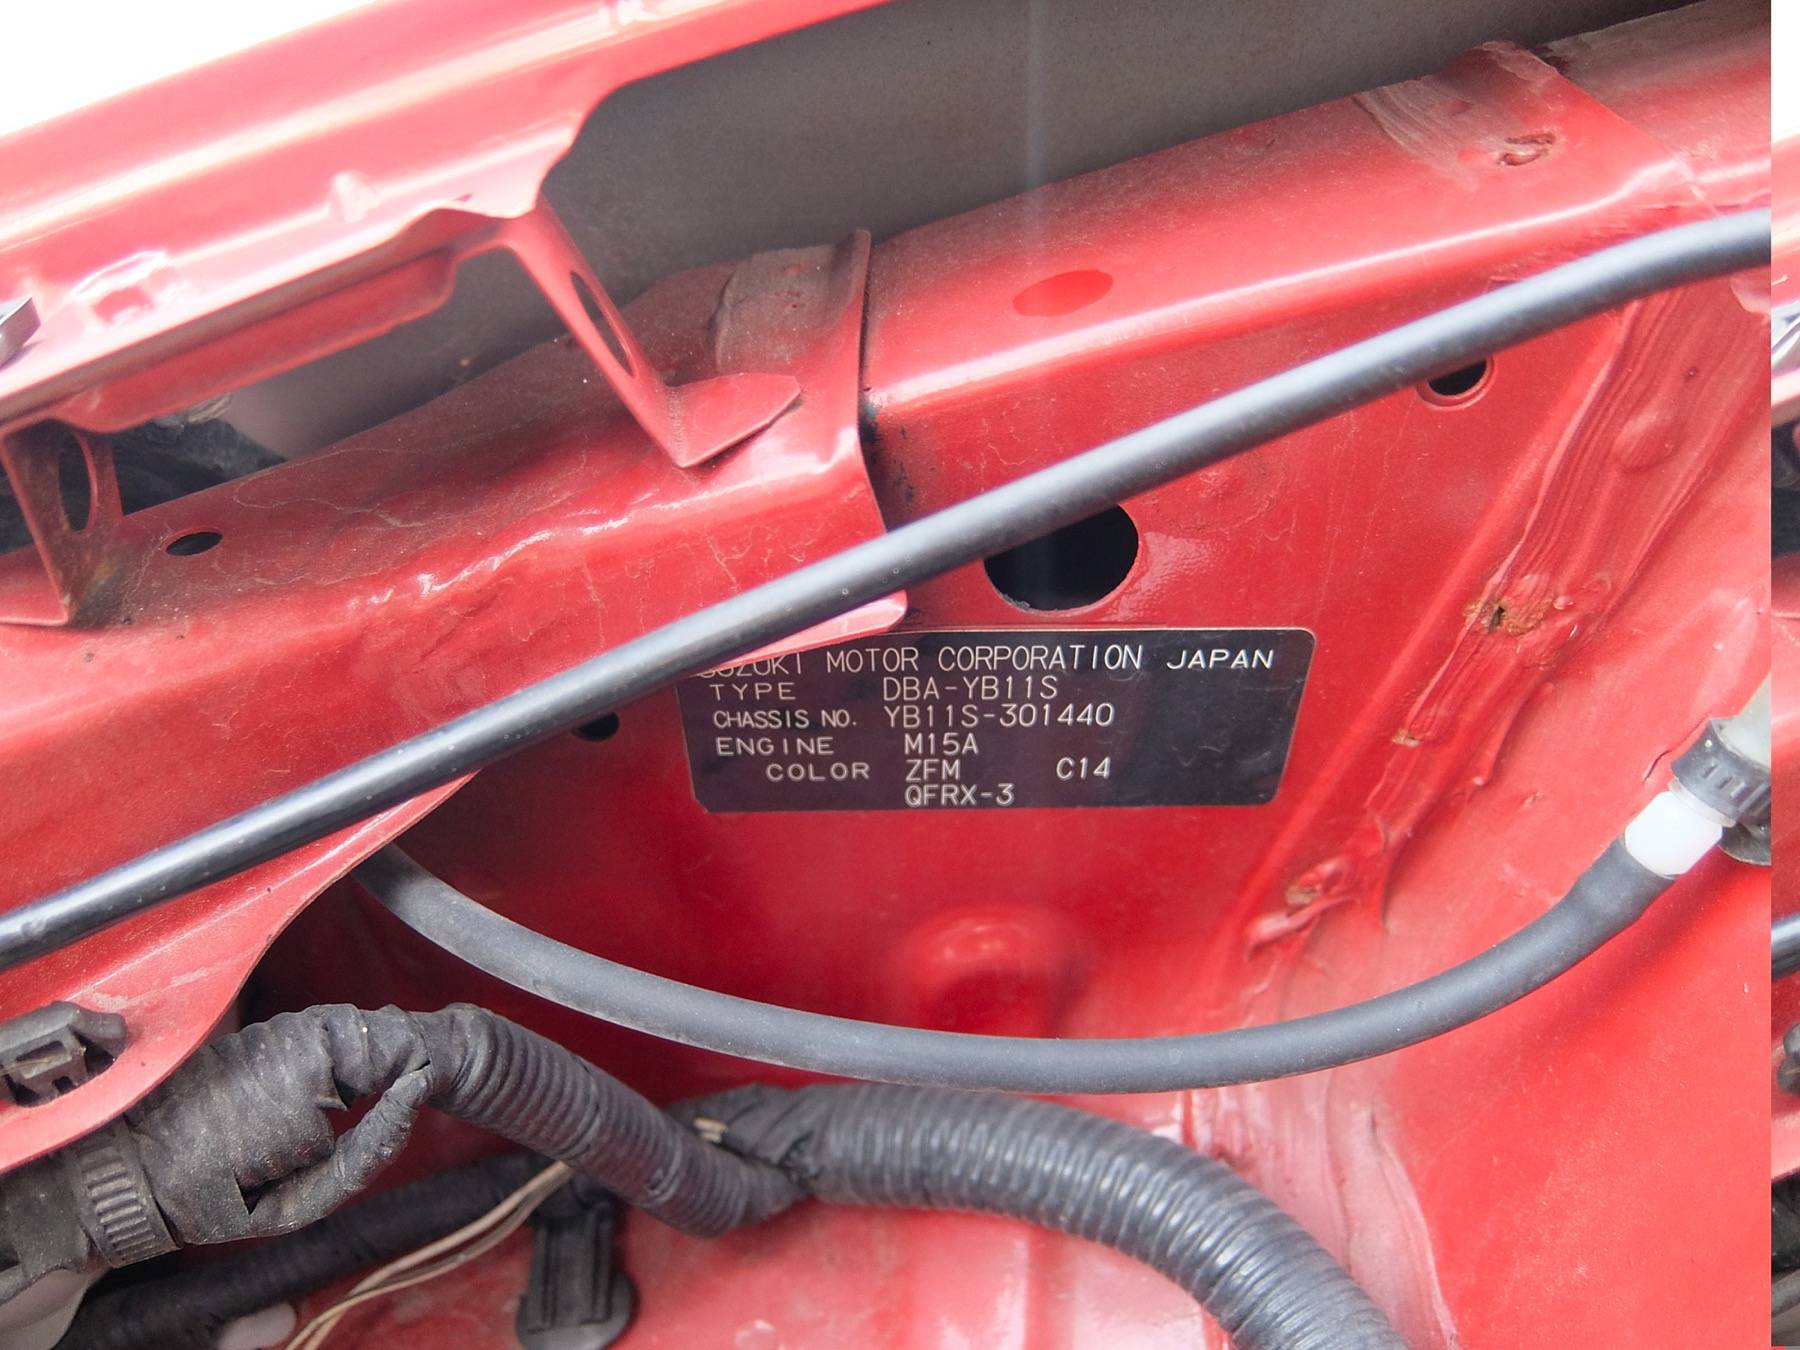 SUZUKI MOTOR CORPORATION JAPAN
TYPE DBA-YB11S
CHASSIS NO. YB11S-301440
ENGINE M15A
COLOR ZFM C14
QFRX-3